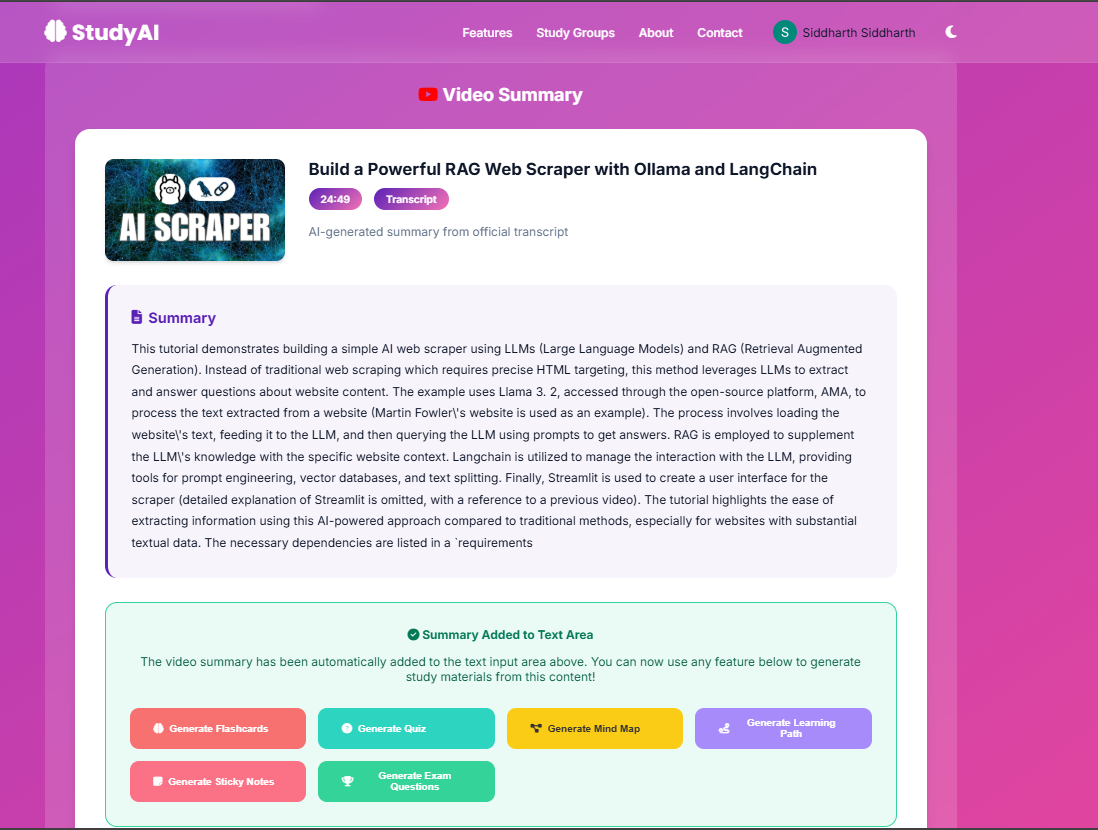 StudyAI
Features Study Groups About Contact S Siddharth Siddharth
Video Summary
AI SCRAPER
Build a Powerful RAG Web Scraper with Ollama and LangChain
24:49 Transcript
AI-generated summary from official transcript
Summary
This tutorial demonstrates building a simple AI web scraper using LLMs (Large Language Models) and RAG (Retrieval Augmented
Generation). Instead of traditional web scraping which requires precise HTML targeting, this method leverages LLMs to extract
and answer questions about website content. The example uses Llama 3. 2, accessed through the open-source platform, AMA, to
process the text extracted from a website (Martin Fowler\'s website is used as an example). The process involves loading the
website\'s text, feeding it to the LLM, and then querying the LLM using prompts to get answers. RAG is employed to supplement
the LLM\'s knowledge with the specific website context. Langchain is utilized to manage the interaction with the LLM, providing
tools for prompt engineering, vector databases, and text splitting. Finally, Streamlit is used to create a user interface for the
scraper (detailed explanation of Streamlit is omitted, with a reference to a previous video). The tutorial highlights the ease of
extracting information using this AI-powered approach compared to traditional methods, especially for websites with substantial
textual data. The necessary dependencies are listed in a `requirements
Summary Added to Text Area
The video summary has been automatically added to the text input area above. You can now use any feature below to generate
study materials from this content!
Generate Flashcards
Generate Quiz
Generate Mind Map
Generate Learning
Path
Generate Sticky Notes
Generate Exam
Questions